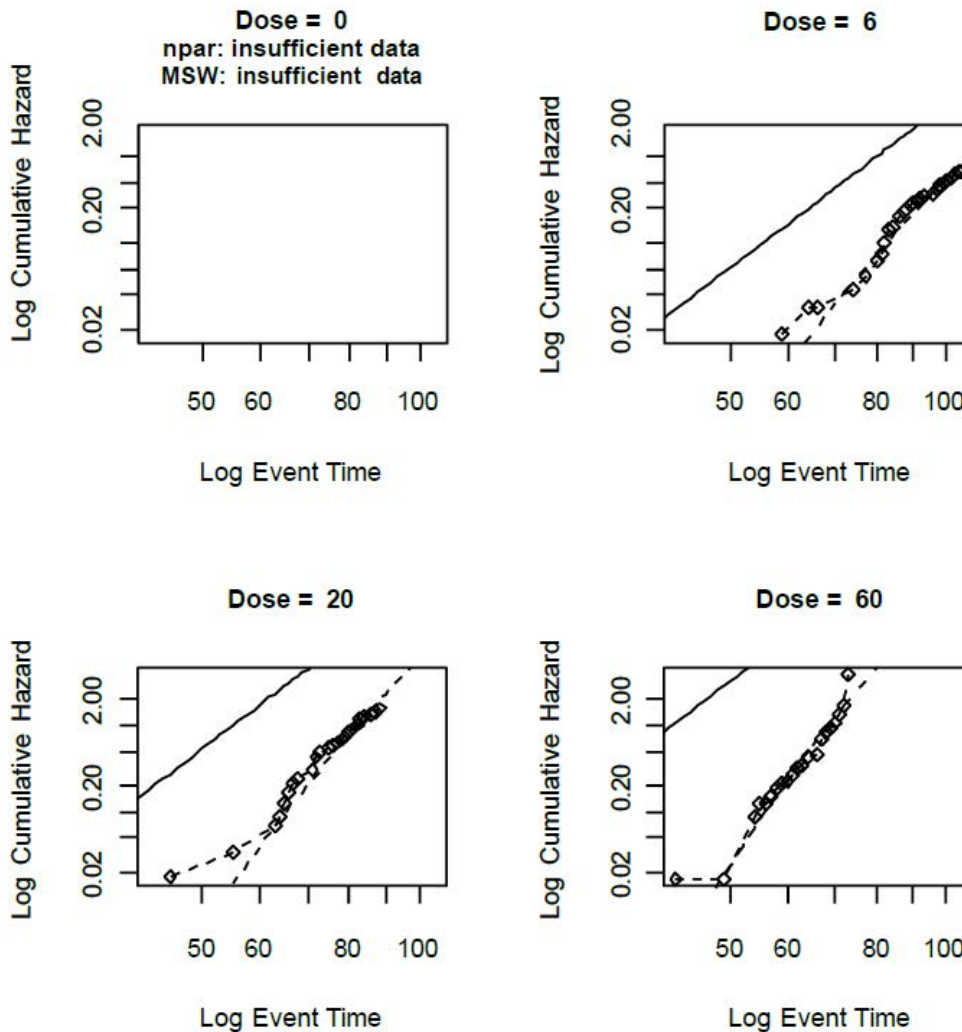 Dose = 0
npar: insufficient data
MSW: insufficient data
Log Cumulative Hazard
2.00
0.20
0.02
50 60 80 100
Log Event Time
Dose = 6
Log Cumulative Hazard
2.00
0.20
0.02
50 60 80 100
Log Event Time
Dose = 20
Log Cumulative Hazard
2.00
0.20
0.02
50 60 80 100
Log Event Time
Dose = 60
Log Cumulative Hazard
2.00
0.20
0.02
50 60 80 100
Log Event Time